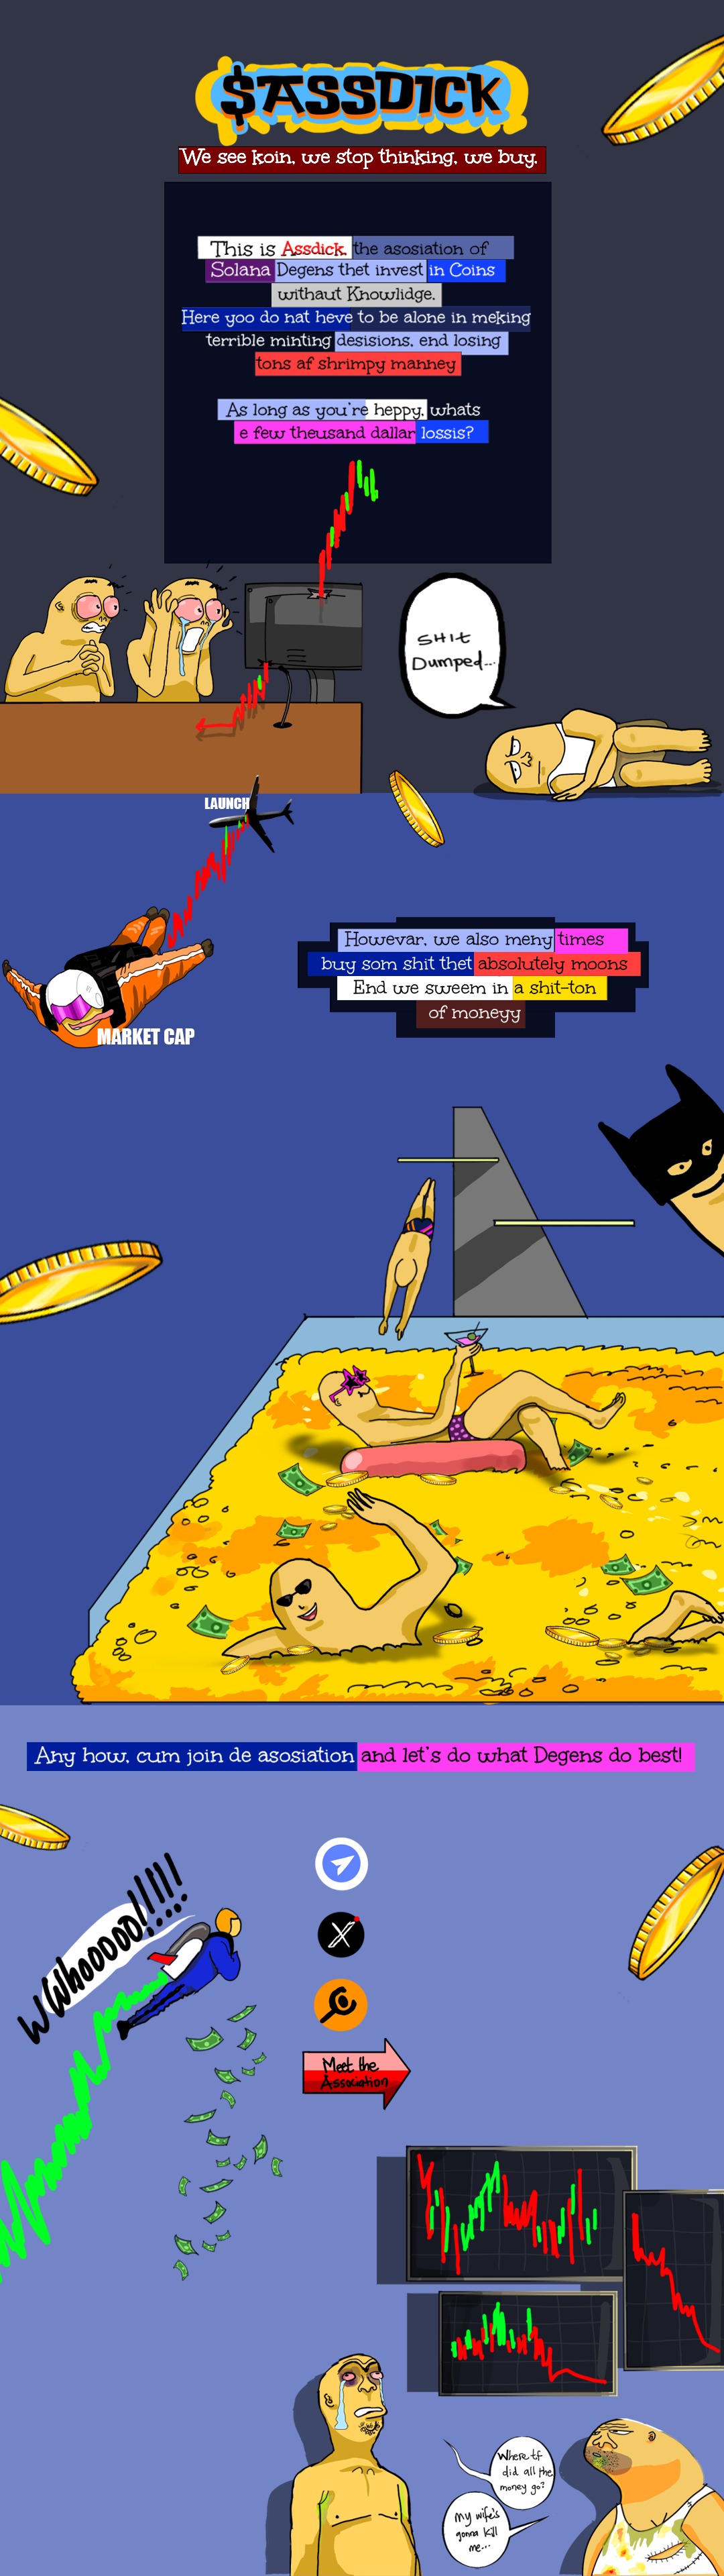 $ASSDICK
We see koin, we stop thinking, we buy.
This is Assdick, the asosiation of
Solana Degens thet invest in Coins
withaut Knowlidge.
Here yoo do nat heve to be alone in meking
terrible minting desisions, end losing
tons af shrimpy manney
As long as you're heppy, whats
e few theusand dallar lossis?
SHIT
Dumped...
LAUNCH
MARKET CAP
Howevar, we also meny times
buy som shit thet absolutely moons
End we sweem in a shit-ton
of moneyy
Any how, cum join de asosiation and let's do what Degens do best!
WWhooooo!!!!!
X
Meet the
Association
Where tf
did all the
money go?
My wife's
gonna kill
me...